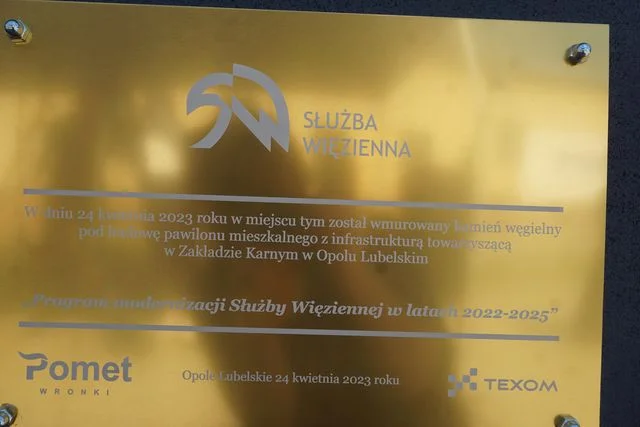 SW
SŁUŻBA
WIĘZIENNA
W dniu 24 kwietnia 2023 roku w miejscu tym został wmurowany kamień węgielny
pod budowę pawilonu mieszkalnego z infrastrukturą towarzyszącą
w Zakładzie Karnym w Opolu Lubelskim
„Program modernizacji Służby Więziennej w latach 2022-2025”
Pomet
WRONKI
Opole Lubelskie 24 kwietnia 2023 roku
TEXOM